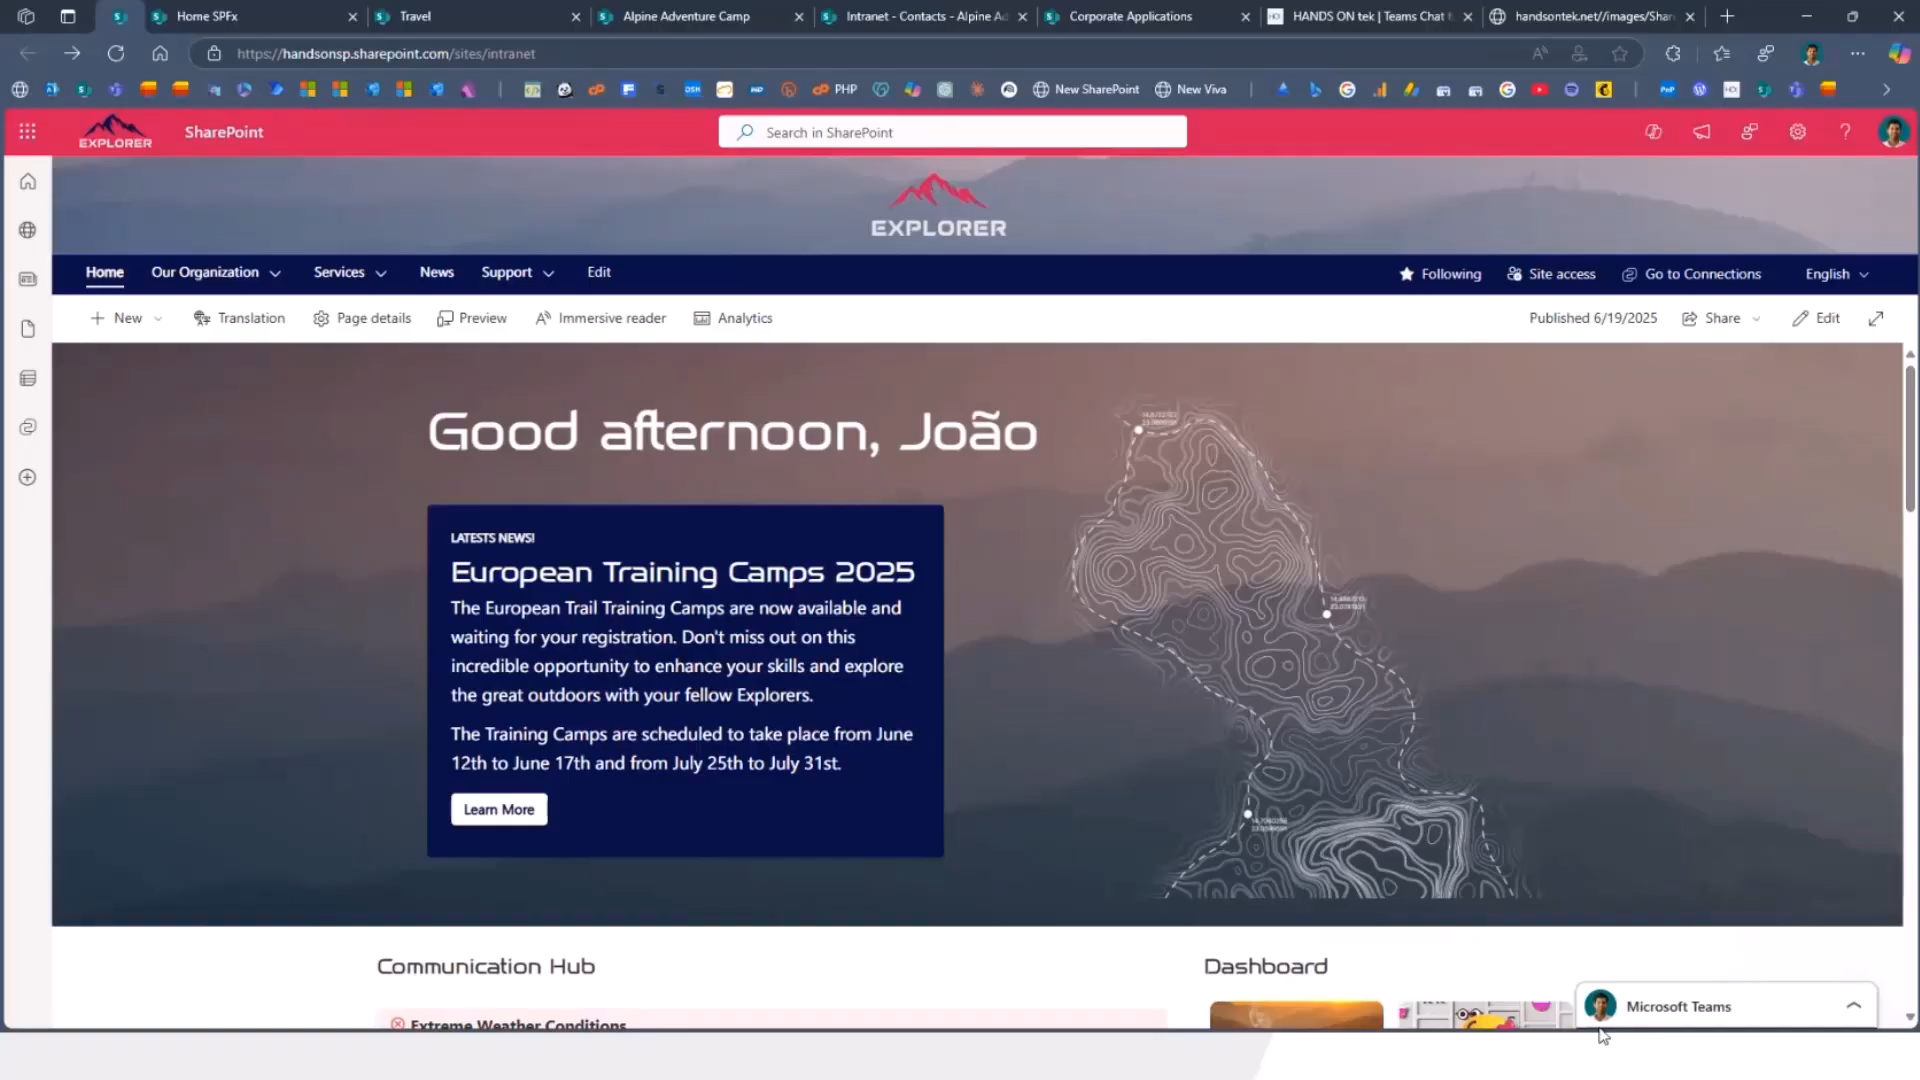 Home SPFx
Travel
Alpine Adventure Camp
Intranet - Contacts - Alpine Ad
Corporate Applications
HANDS ON tek | Teams Chat
handsontek.net//images/Shar
https://handsonsp.sharepoint.com/sites/intranet
PHP
New SharePoint
New Viva
EXPLORER
SharePoint
Search in SharePoint
EXPLORER
Home
Our Organization
Services
News
Support
Edit
Following
Site access
Go to Connections
English
New
Translation
Page details
Preview
Immersive reader
Analytics
Published 6/19/2025
Share
Edit
Good afternoon, João
LATESTS NEWS!
European Training Camps 2025
The European Trail Training Camps are now available and
waiting for your registration. Don't miss out on this
incredible opportunity to enhance your skills and explore
the great outdoors with your fellow Explorers.
The Training Camps are scheduled to take place from June
12th to June 17th and from July 25th to July 31st.
Learn More
Communication Hub
Dashboard
Extreme Weather Conditions
Microsoft Teams